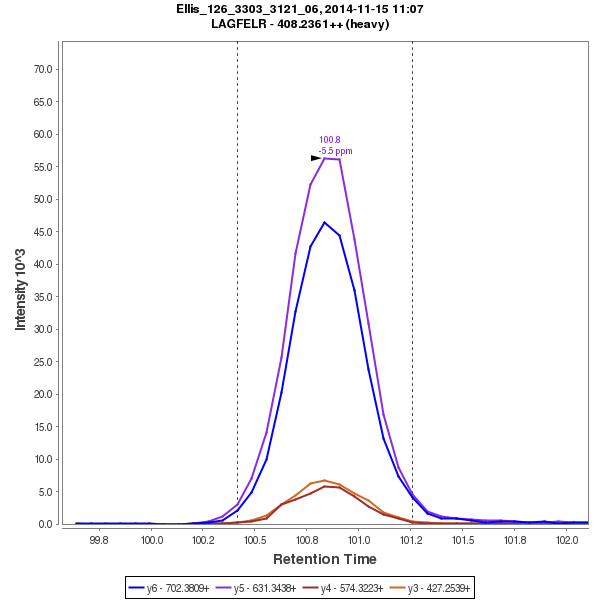 Ellis_126_3303_3121_06, 2014-11-15 11:07
LAGFELR - 408.2361++ (heavy)
70.0
65.0
60.0
55.0
50.0
45.0
40.0
35.0
30.0
25.0
20.0
15.0
10.0
5.0
0.0
Intensity 10^3
100.8
-5.5 ppm
99.8 100.0 100.2 100.5 100.8 101.0 101.2 101.5 101.8 102.0
Retention Time
y6 - 702.3809+ y5 - 631.3438+ y4 - 574.3223+ y3 - 427.2539+